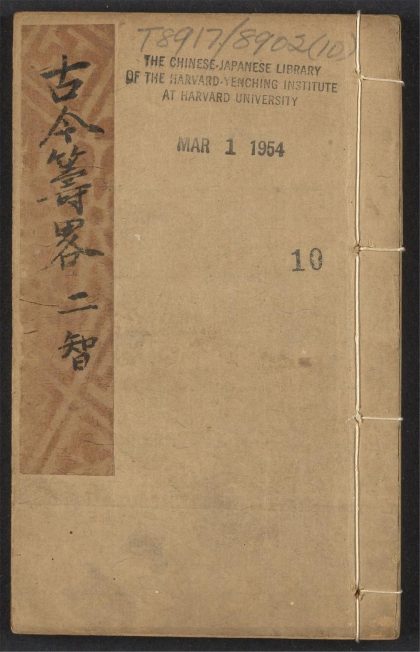 T8917/8902(10)
THE CHINESE-JAPANESE LIBRARY
OF THE HARVARD-YENCHING INSTITUTE
AT HARVARD UNIVERSITY
MAR 1 1954
10
古今籌畧 二智